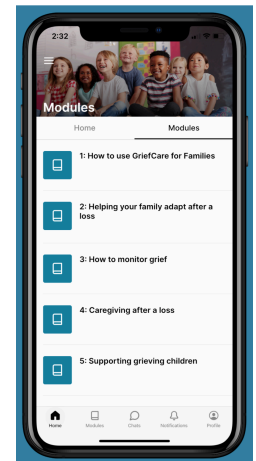 2:32
Modules
Home Modules
1: How to use GriefCare for Families
2: Helping your family adapt after a
loss
3: How to monitor grief
4: Caregiving after a loss
5: Supporting grieving children
Home Modules Chats Notifications Profile